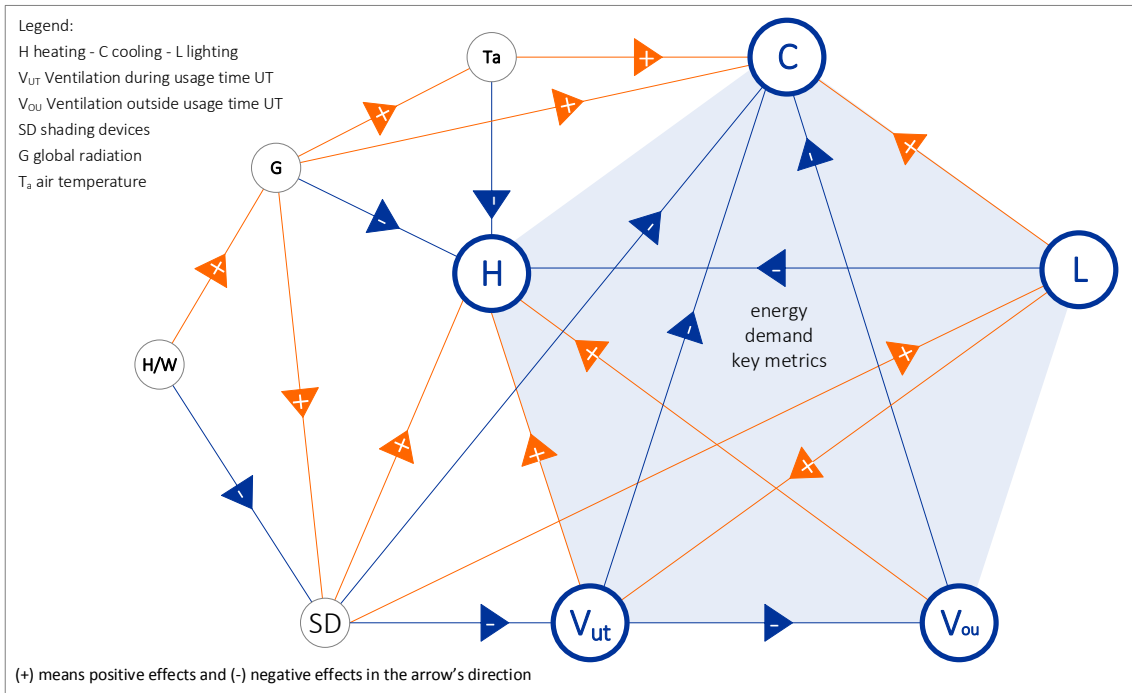 Legend:
H heating - C cooling - L lighting
VUT Ventilation during usage time UT
VOU Ventilation outside usage time UT
SD shading devices
G global radiation
Ta air temperature
Ta
+
C
+
+
+
G
-
-
-
-
H
-
L
+
energy
demand
key metrics
-
H/W
+
+
+
+
+
+
-
SD
-
Vut
-
Vou
(+) means positive effects and (-) negative effects in the arrow's direction